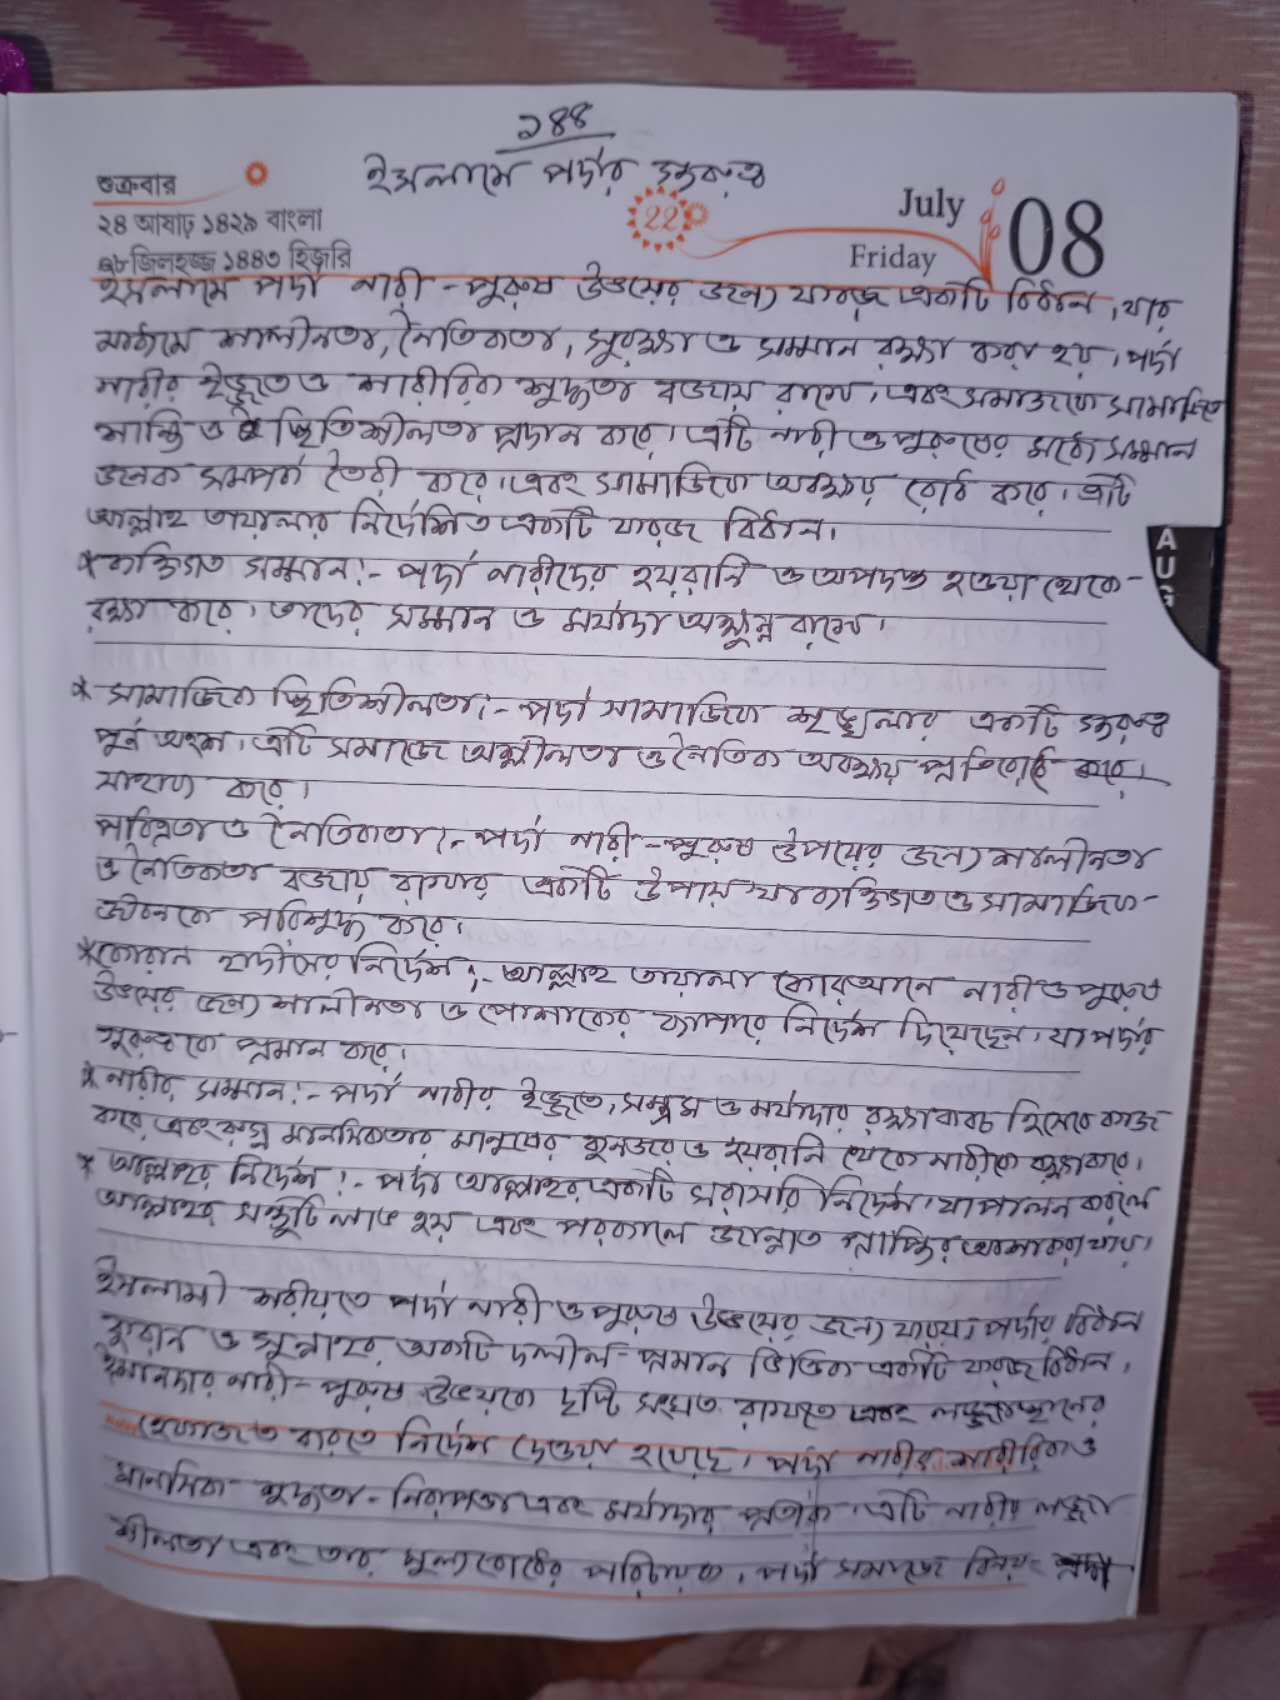 ১৪৪
ইসলামে পর্দার গুরুত্ব
শুক্রবার
২৪ আষাঢ় ১৪২৯ বাংলা
০৮ জিলহজ্জ ১৪৪৩ হিজরি
22
July
Friday
08
ইসলামে পর্দা নারী-পুরুষ উভয়ের জন্য ফরজ একটি বিধান, যার
মাধ্যমে শালীনতা, নৈতিকতা, সুরক্ষা ও সম্মান রক্ষা করা হয়। পর্দা
নারীর ইজ্জত ও শারীরিক শুদ্ধতা বজায় রাখে, এবং সমাজকে সামাজিক
শান্তি ও স্থিতিশীলতা প্রদান করে। এটি নারী ও পুরুষের মধ্যে সম্মান
জনক সম্পর্ক তৈরী করে। এবং সামাজিক অবক্ষয় রোধ করে। এটি
আল্লাহ তায়ালার নির্দেশিত একটি ফরজ বিধান।
*ব্যক্তিগত সম্মান:- পর্দা নারীদের হয়রানি ও অপদস্ত হওয়া থেকে-
রক্ষা করে। তাদের সম্মান ও মর্যাদা অক্ষুন্ন রাখে।
* সামাজিক স্থিতিশীলতা:- পর্দা সামাজিক শৃঙ্খলার একটি গুরুত্ব
পূর্ন অংশ। এটি সমাজে অশ্লীলতা ও নৈতিক অবক্ষয় প্রতিরোধে করে।
সাহায্য করে।
পবিত্রতা ও নৈতিকতা:- পর্দা নারী-পুরুষ উপয়ের জন্য শালীনতা
ও নৈতিকতা বজায় রাখার একটি উপায় যা ব্যক্তিগত ও সামাজিক-
জীবনকে পরিশুদ্ধ করে।
*কোরান হাদীসের নির্দেশ:- আল্লাহ তায়ালা কোরআনে নারী ও পুরুষ
উভয়ের জন্য শালীনতা ও পোশাকের ব্যাপারে নির্দেশ দিয়েছেন। যা পর্দার
গুরুত্বকে প্রমান করে।
* নারীর সম্মান:- পর্দা নারীর ইজ্জত, সম্ভ্রম ও মর্যাদার রক্ষাকবচ হিসেবে কাজ
করে এবং রুগ্ন মানসিকতার মানুষের কুনজর ও হয়রানি থেকে নারীকে রক্ষা করে।
* আল্লাহর নির্দেশ:- পর্দা আল্লাহর একটি সরাসরি নির্দেশ। যা পালন করলে
আল্লাহর সন্তুষ্টি লাভ হয় এবং পরকালে জান্নাত প্রাপ্তির আশা করা যায়।
ইসলামী শরীয়তে পর্দা নারী ও পুরুষ উভয়ের জন্য ফরয। পর্দার বিধান
কুরান ও সুন্নাহর অকাট্য দলীল-প্রমান ভিত্তিক একটি ফরজ বিধান,
ঈমানদার নারী-পুরুষ উভয়কে দৃষ্টি সংযত রাখতে এবং লজ্জাস্থানের
হেফাজত করতে নির্দেশ দেওয়া হয়েছে। পর্দা নারীর শারীরিক ও
মানসিক শুদ্ধতা-নিরাপত্তা এবং মর্যাদার প্রতীক। এটি নারীর লজ্জা
শীলতা এবং তার মূল্যবোধের পরিচায়ক। পর্দা সমাজে
AUG